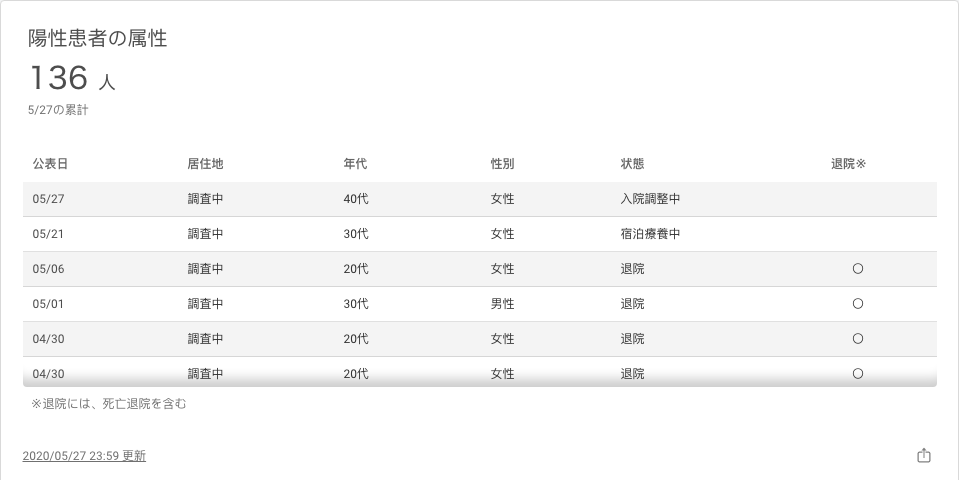 陽性患者の属性
136 人
5/27の累計
公表日 居住地 年代 性別 状態 退院※
05/27 調査中 40代 女性 入院調整中
05/21 調査中 30代 女性 宿泊療養中
05/06 調査中 20代 女性 退院 ○
05/01 調査中 30代 男性 退院 ○
04/30 調査中 20代 女性 退院 ○
04/30 調査中 20代 女性 退院 ○
※退院には、死亡退院を含む
2020/05/27 23:59 更新